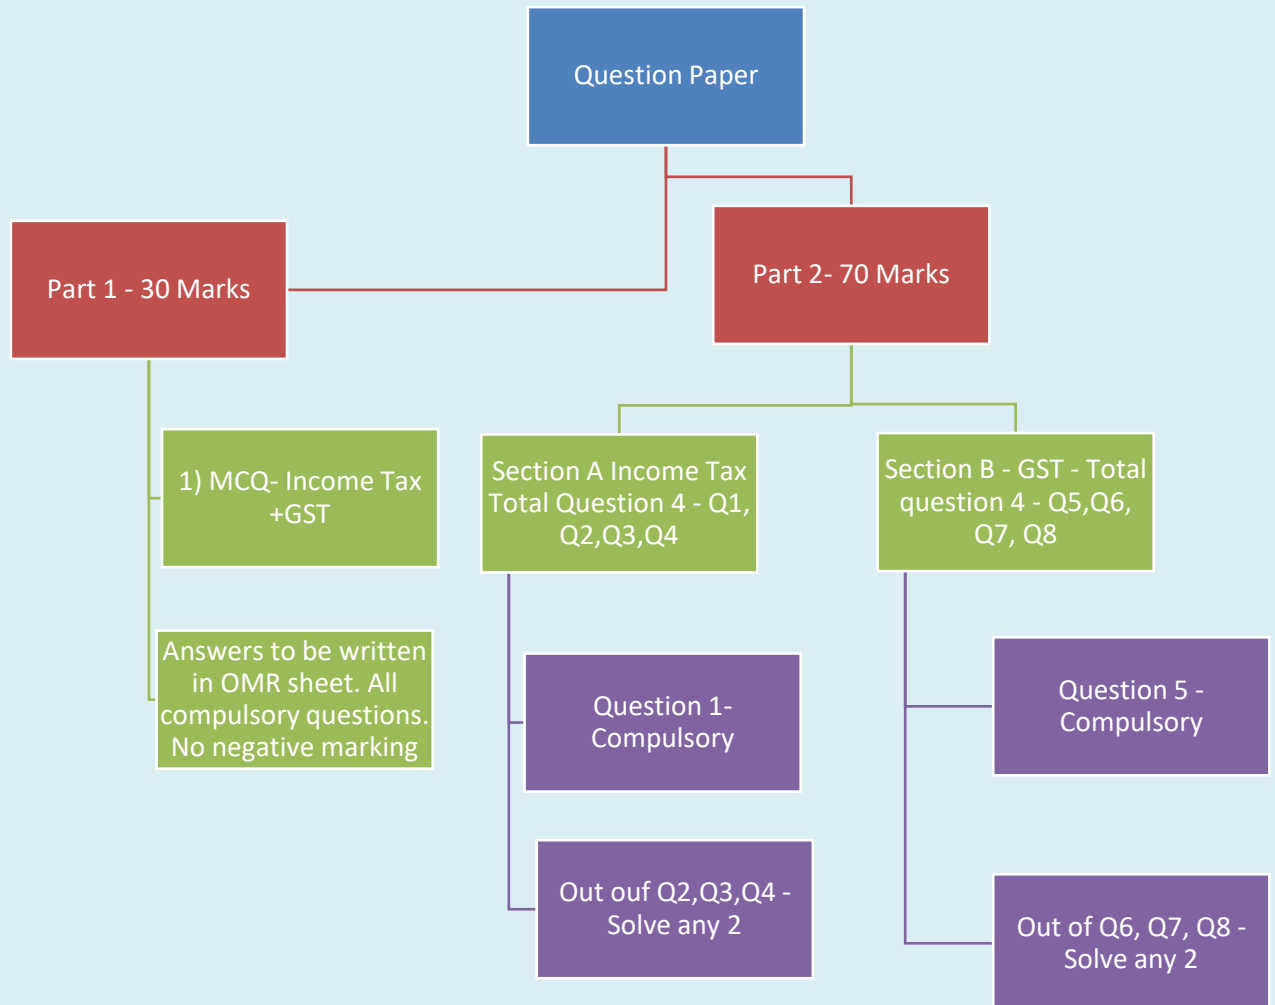 Question Paper
Part 1 - 30 Marks
Part 2- 70 Marks
1) MCQ- Income Tax
+GST
Answers to be written
in OMR sheet. All
compulsory questions.
No negative marking
Section A Income Tax
Total Question 4 - Q1,
Q2,Q3,Q4
Question 1-
Compulsory
Out ouf Q2,Q3,Q4 -
Solve any 2
Section B - GST - Total
question 4 - Q5,Q6,
Q7, Q8
Question 5 -
Compulsory
Out of Q6, Q7, Q8 -
Solve any 2